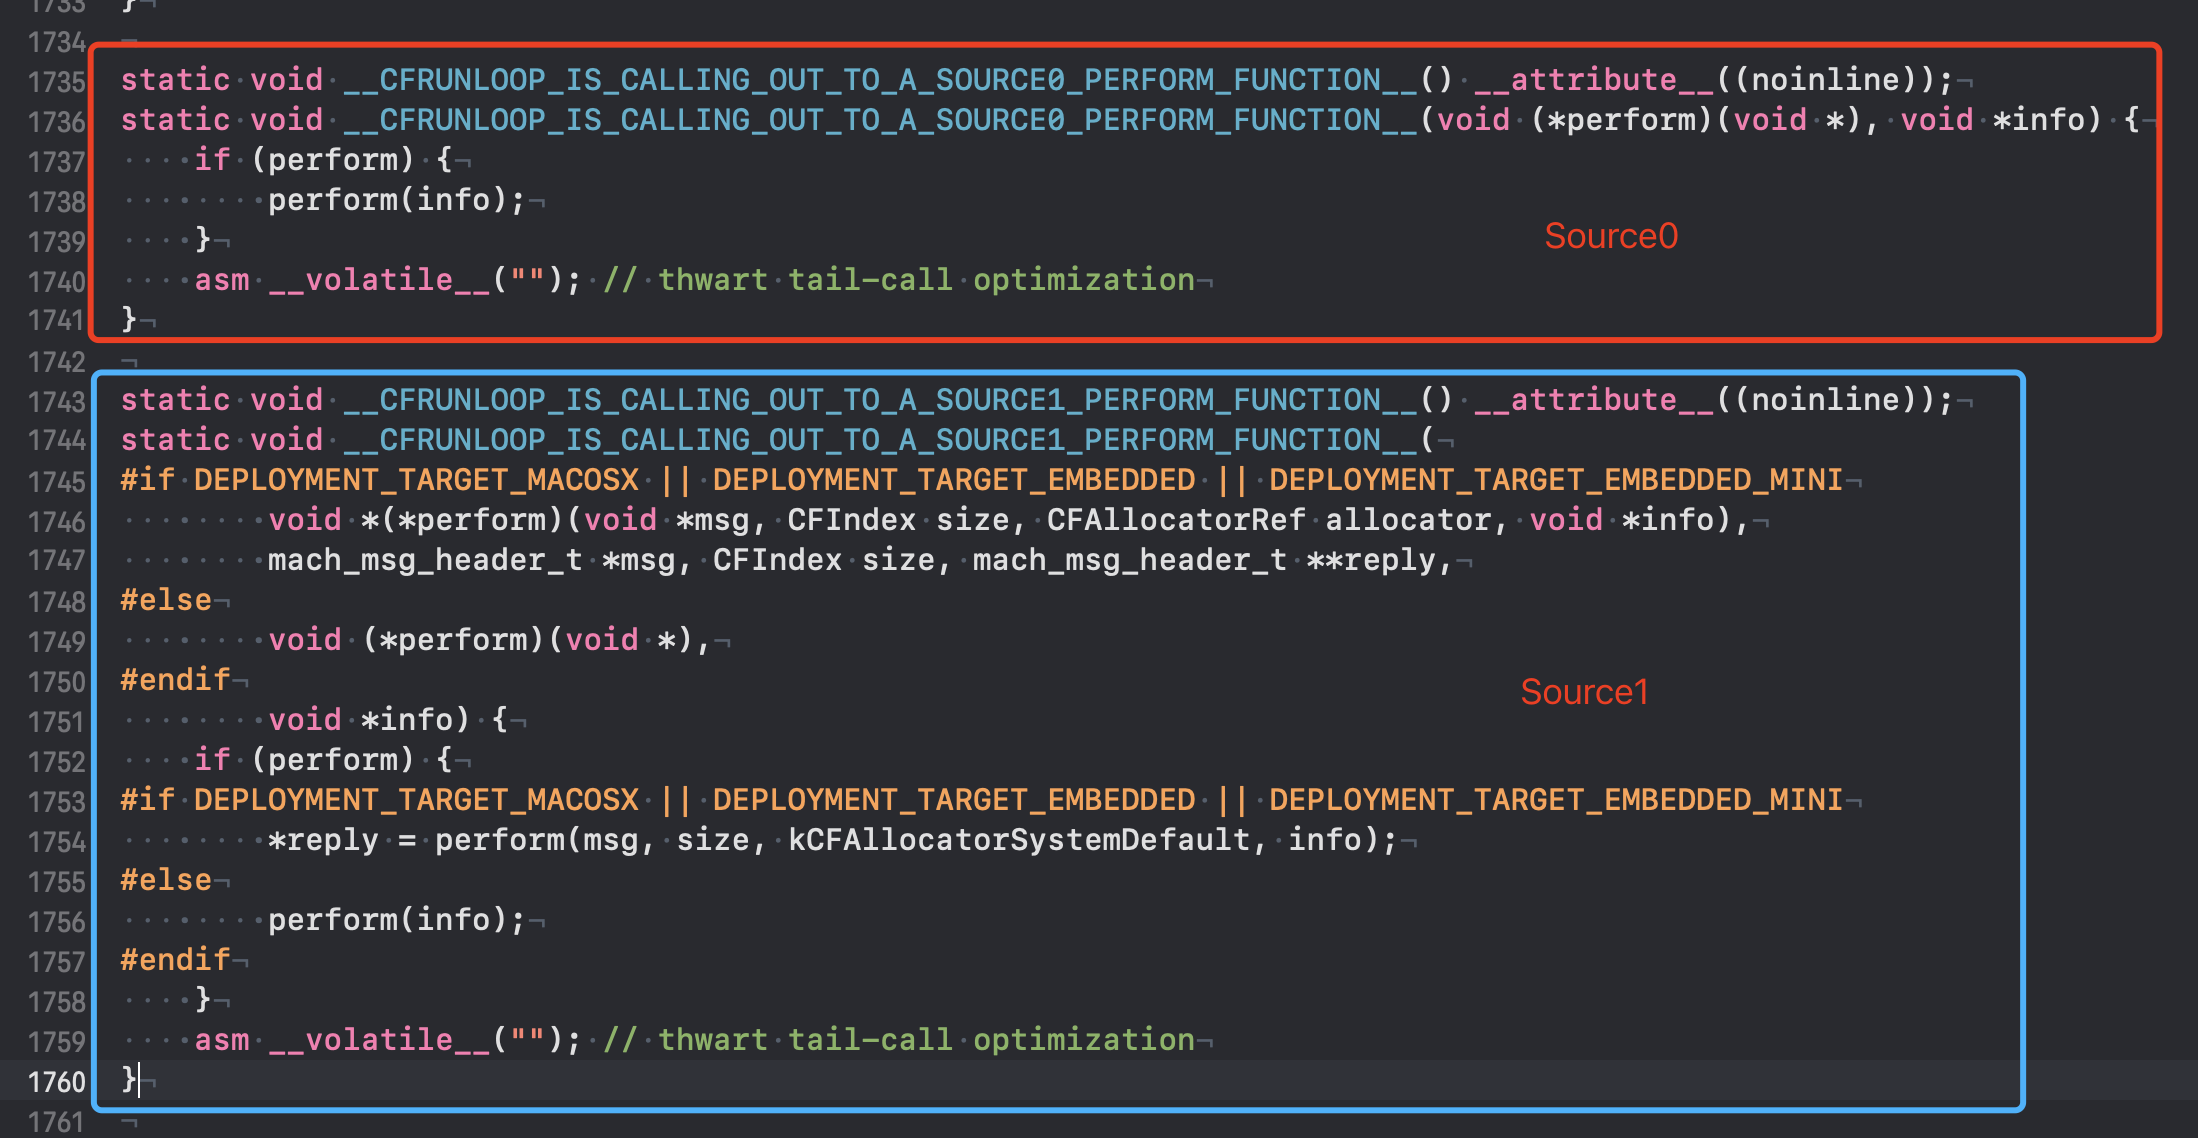 1733 }¬
1734 ¬
1735 static void __CFRUNLOOP_IS_CALLING_OUT_TO_A_SOURCE0_PERFORM_FUNCTION__() __attribute__((noinline));¬
1736 static void __CFRUNLOOP_IS_CALLING_OUT_TO_A_SOURCE0_PERFORM_FUNCTION__(void (*perform)(void *), void *info) {¬
1737     if (perform) {¬
1738         perform(info);¬
Source0
1739     }¬
1740     asm __volatile__(""); // thwart tail-call optimization¬
1741 }¬
1742 ¬
1743 static void __CFRUNLOOP_IS_CALLING_OUT_TO_A_SOURCE1_PERFORM_FUNCTION__() __attribute__((noinline));¬
1744 static void __CFRUNLOOP_IS_CALLING_OUT_TO_A_SOURCE1_PERFORM_FUNCTION__(¬
1745 #if DEPLOYMENT_TARGET_MACOSX || DEPLOYMENT_TARGET_EMBEDDED || DEPLOYMENT_TARGET_EMBEDDED_MINI¬
1746         void *(*perform)(void *msg, CFIndex size, CFAllocatorRef allocator, void *info),¬
1747         mach_msg_header_t *msg, CFIndex size, mach_msg_header_t **reply,¬
1748 #else¬
1749         void (*perform)(void *),¬
1750 #endif¬
Source1
1751         void *info) {¬
1752     if (perform) {¬
1753 #if DEPLOYMENT_TARGET_MACOSX || DEPLOYMENT_TARGET_EMBEDDED || DEPLOYMENT_TARGET_EMBEDDED_MINI¬
1754         *reply = perform(msg, size, kCFAllocatorSystemDefault, info);¬
1755 #else¬
1756         perform(info);¬
1757 #endif¬
1758     }¬
1759     asm __volatile__(""); // thwart tail-call optimization¬
1760 }¬
1761 ¬